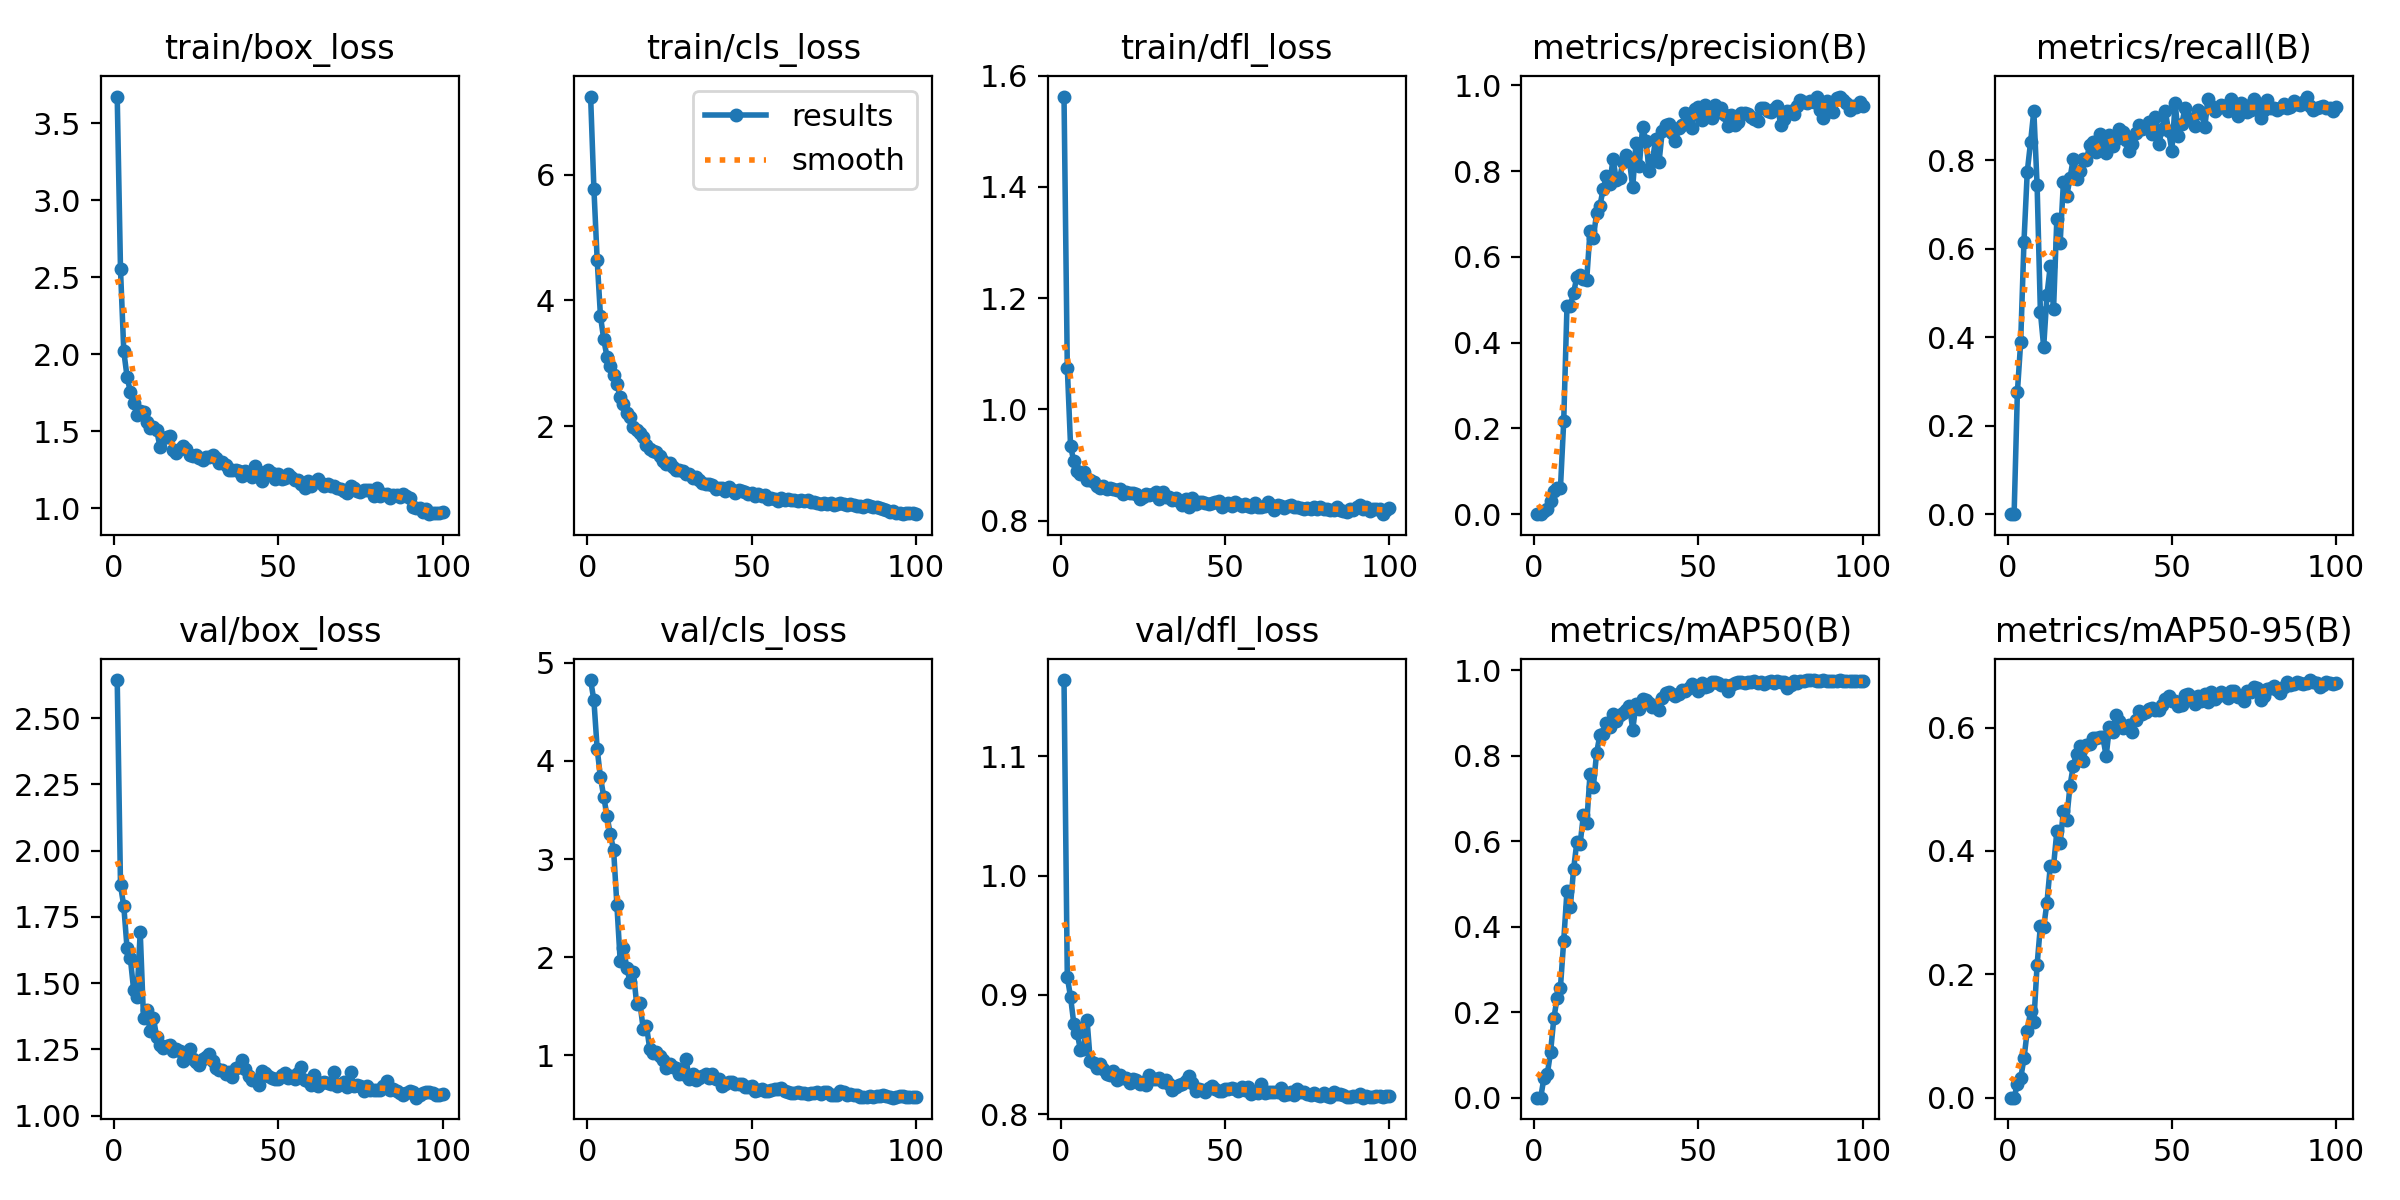 train/box_loss
train/cls_loss
train/dfl_loss
metrics/precision(B)
metrics/recall(B)
3.5
3.0
2.5
2.0
1.5
1.0
0 50 100
results
smooth
6
4
2
0 50 100
1.6
1.4
1.2
1.0
0.8
0 50 100
1.0
0.8
0.6
0.4
0.2
0.0
0 50 100
0.8
0.6
0.4
0.2
0.0
0 50 100
val/box_loss
val/cls_loss
val/dfl_loss
metrics/mAP50(B)
metrics/mAP50-95(B)
2.50
2.25
2.00
1.75
1.50
1.25
1.00
0 50 100
5
4
3
2
1
0 50 100
1.1
1.0
0.9
0.8
0 50 100
1.0
0.8
0.6
0.4
0.2
0.0
0 50 100
0.6
0.4
0.2
0.0
0 50 100